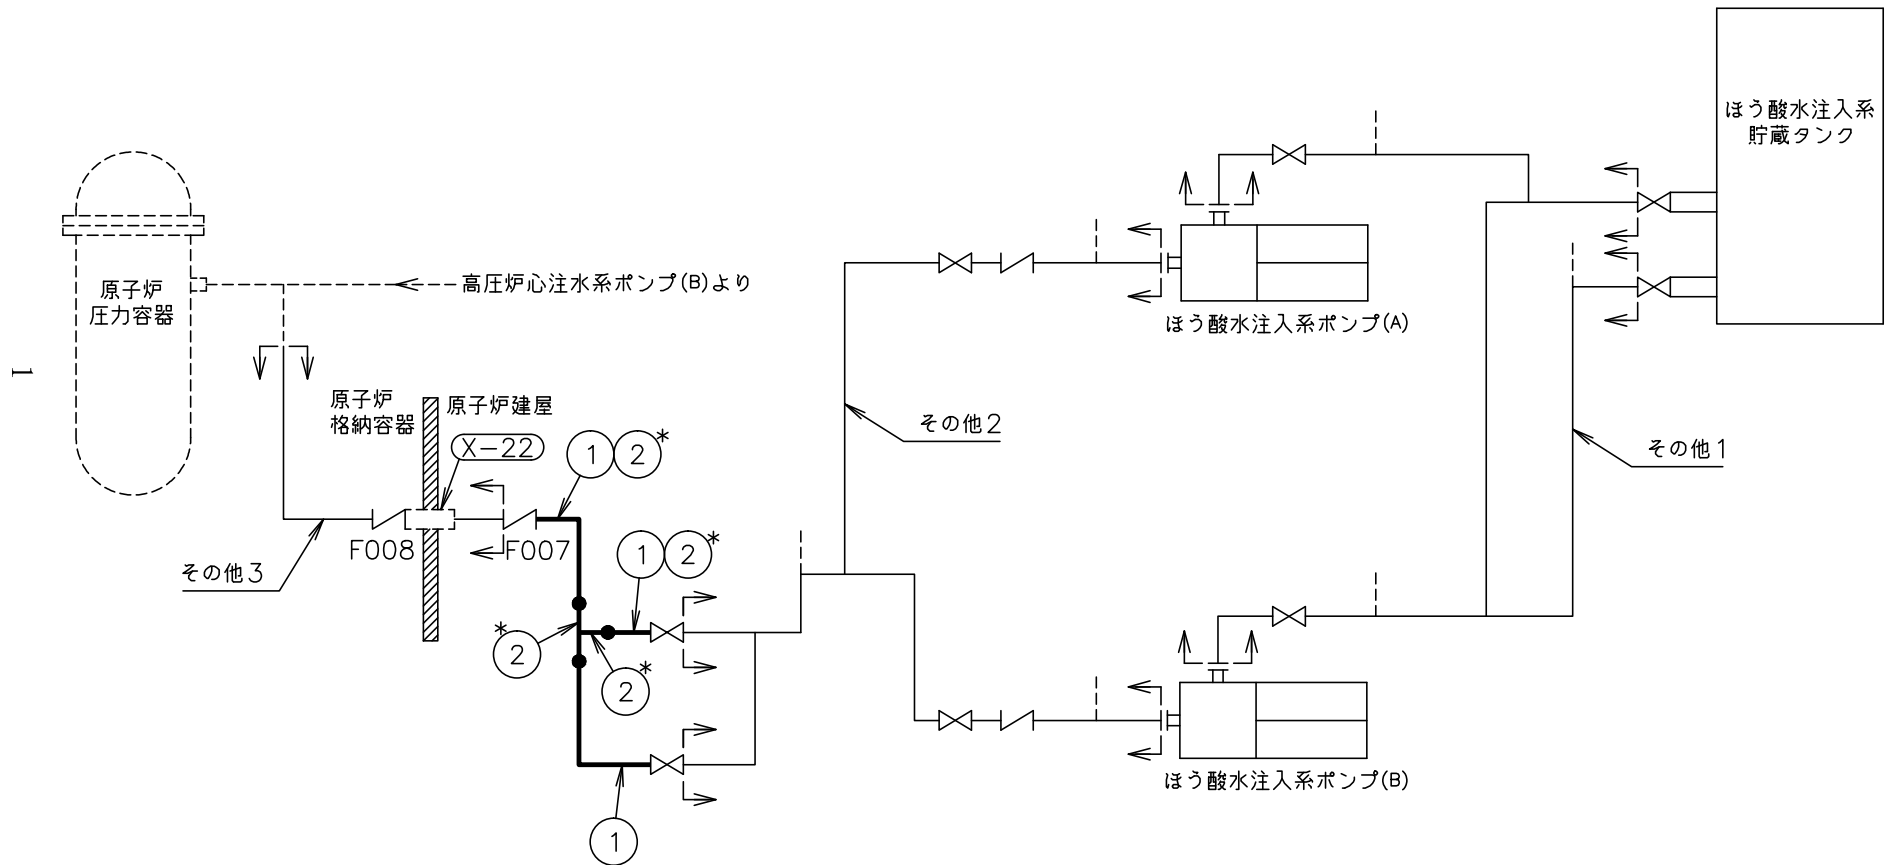 ほう酸水注入系
貯蔵タンク
原子炉
圧力容器
高圧炉心注水系ポンプ(B)より
ほう酸水注入系ポンプ(A)
原子炉
格納容器
原子炉建屋
X-22
1 2*
その他2
その他1
F008
F007
1 2*
その他3
2*
2*
1
ほう酸水注入系ポンプ(B)
1